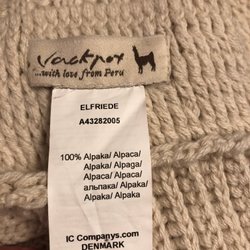 Jackpot
...with love from Peru
ELFRIEDE
A43282005
100% Alpaka/ Alpaca/
Alpaka/ Alpaga/
Alpaca/ Alpaca/
альпака/ Alpaka/
Alpaka/ Alpaka
IC Companys.com
DENMARK